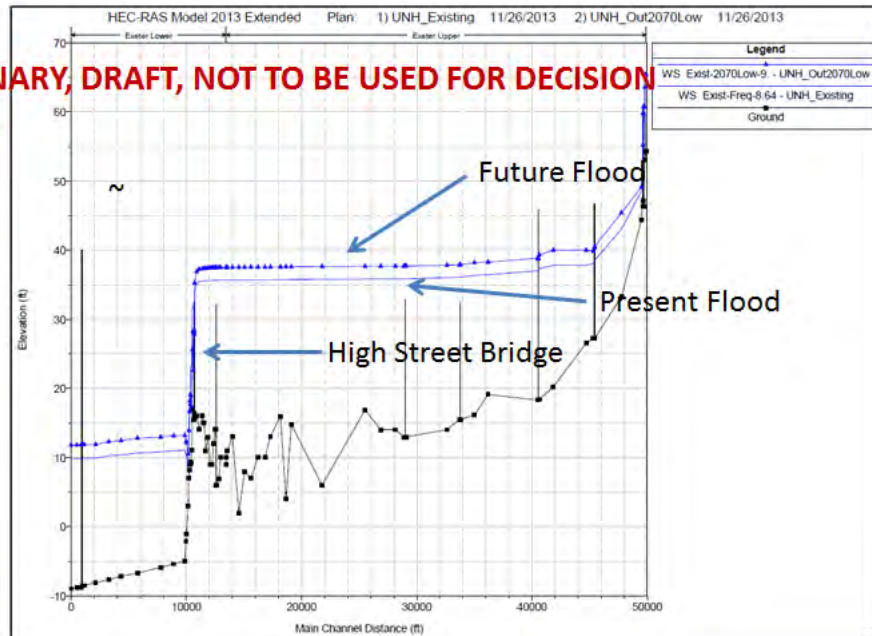 HEC-RAS Model 2013 Extended Plan: 1) UNH_Existing 11/26/2013 2) UNH_Out2070Low 11/26/2013
Exeter Lower Exeter Upper
NARY, DRAFT, NOT TO BE USED FOR DECISION
Legend
WS Exist-2070Low-9. - UNH_Out2070Low
WS Exist-Freq-8.64 - UNH_Existing
Ground
70
60
50
40
30
20
10
0
-10
Elevation (ft)
~
Future Flood
Present Flood
High Street Bridge
0 10000 20000 30000 40000 50000
Main Channel Distance (ft)